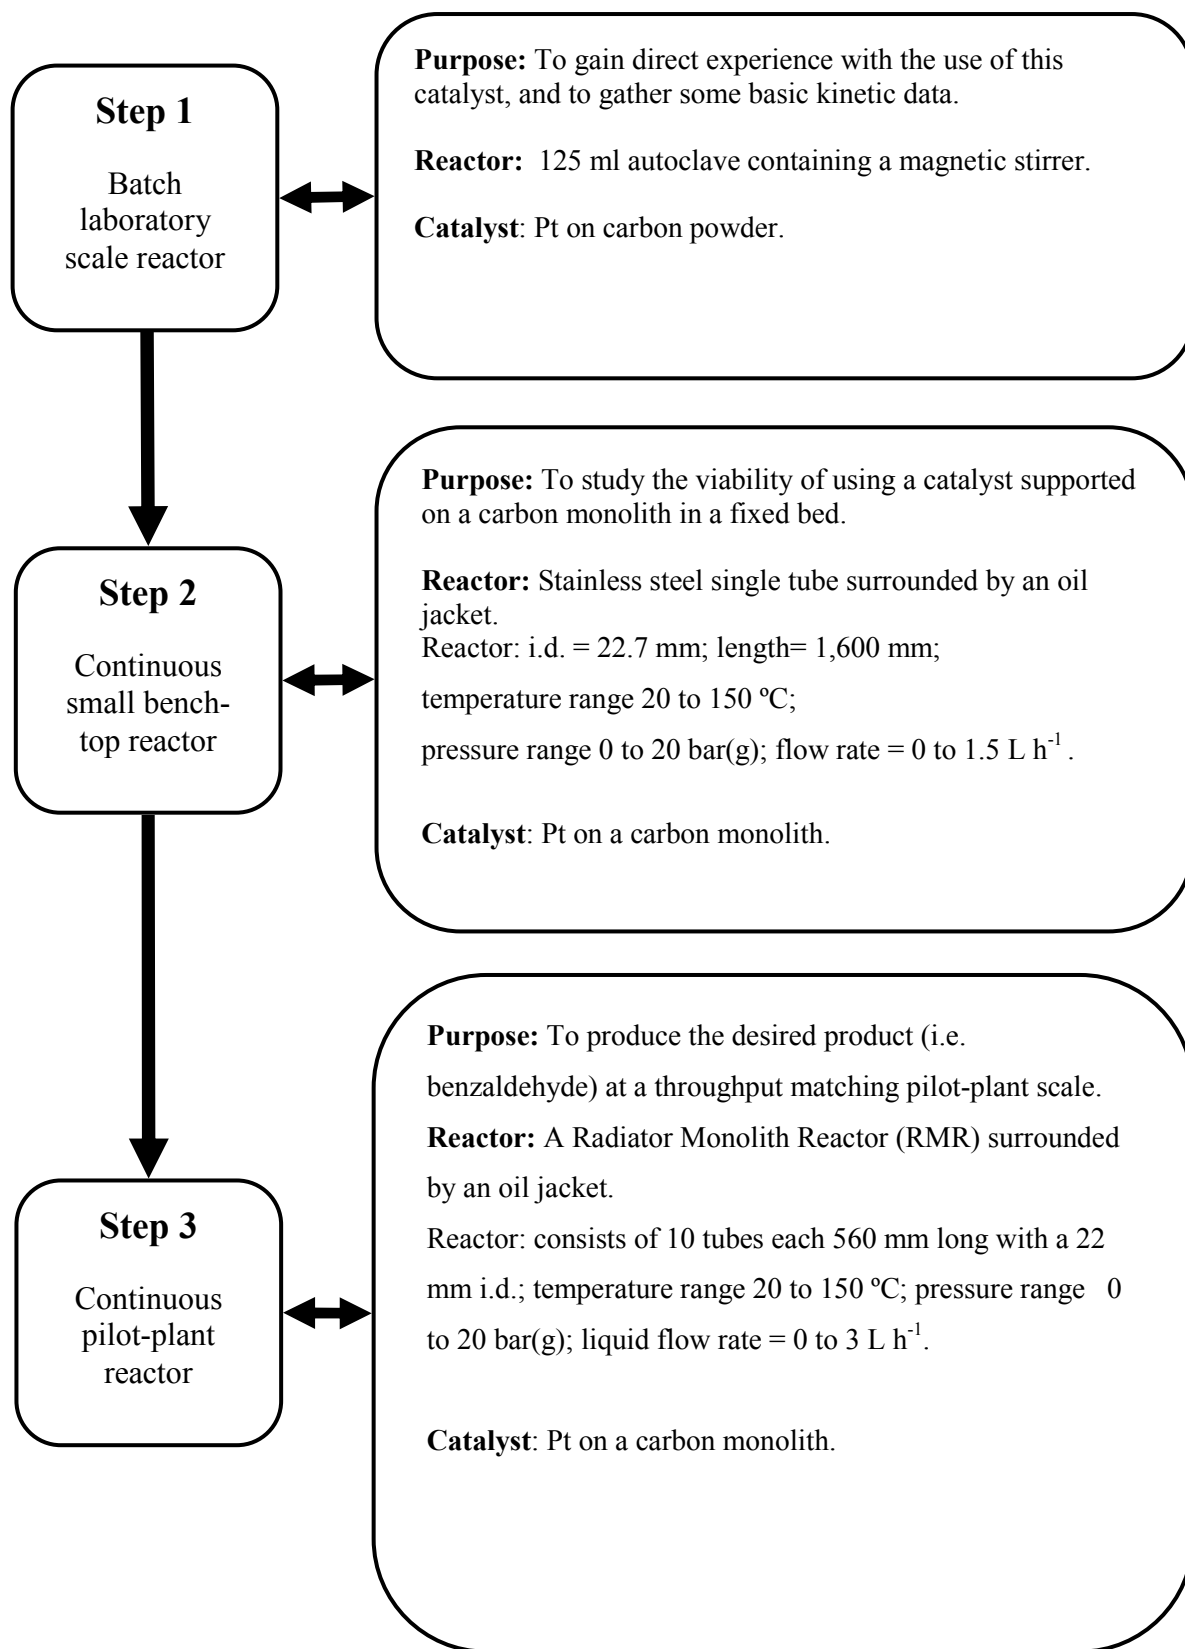 Step 1
Batch
laboratory
scale reactor
Purpose: To gain direct experience with the use of this
catalyst, and to gather some basic kinetic data.
Reactor: 125 ml autoclave containing a magnetic stirrer.
Catalyst: Pt on carbon powder.
Step 2
Continuous
small bench-
top reactor
Purpose: To study the viability of using a catalyst supported
on a carbon monolith in a fixed bed.
Reactor: Stainless steel single tube surrounded by an oil
jacket.
Reactor: i.d. = 22.7 mm; length= 1,600 mm;
temperature range 20 to 150 ºC;
pressure range 0 to 20 bar(g); flow rate = 0 to 1.5 L h-1 .
Catalyst: Pt on a carbon monolith.
Step 3
Continuous
pilot-plant
reactor
Purpose: To produce the desired product (i.e.
benzaldehyde) at a throughput matching pilot-plant scale.
Reactor: A Radiator Monolith Reactor (RMR) surrounded
by an oil jacket.
Reactor: consists of 10 tubes each 560 mm long with a 22
mm i.d.; temperature range 20 to 150 ºC; pressure range 0
to 20 bar(g); liquid flow rate = 0 to 3 L h-1.
Catalyst: Pt on a carbon monolith.